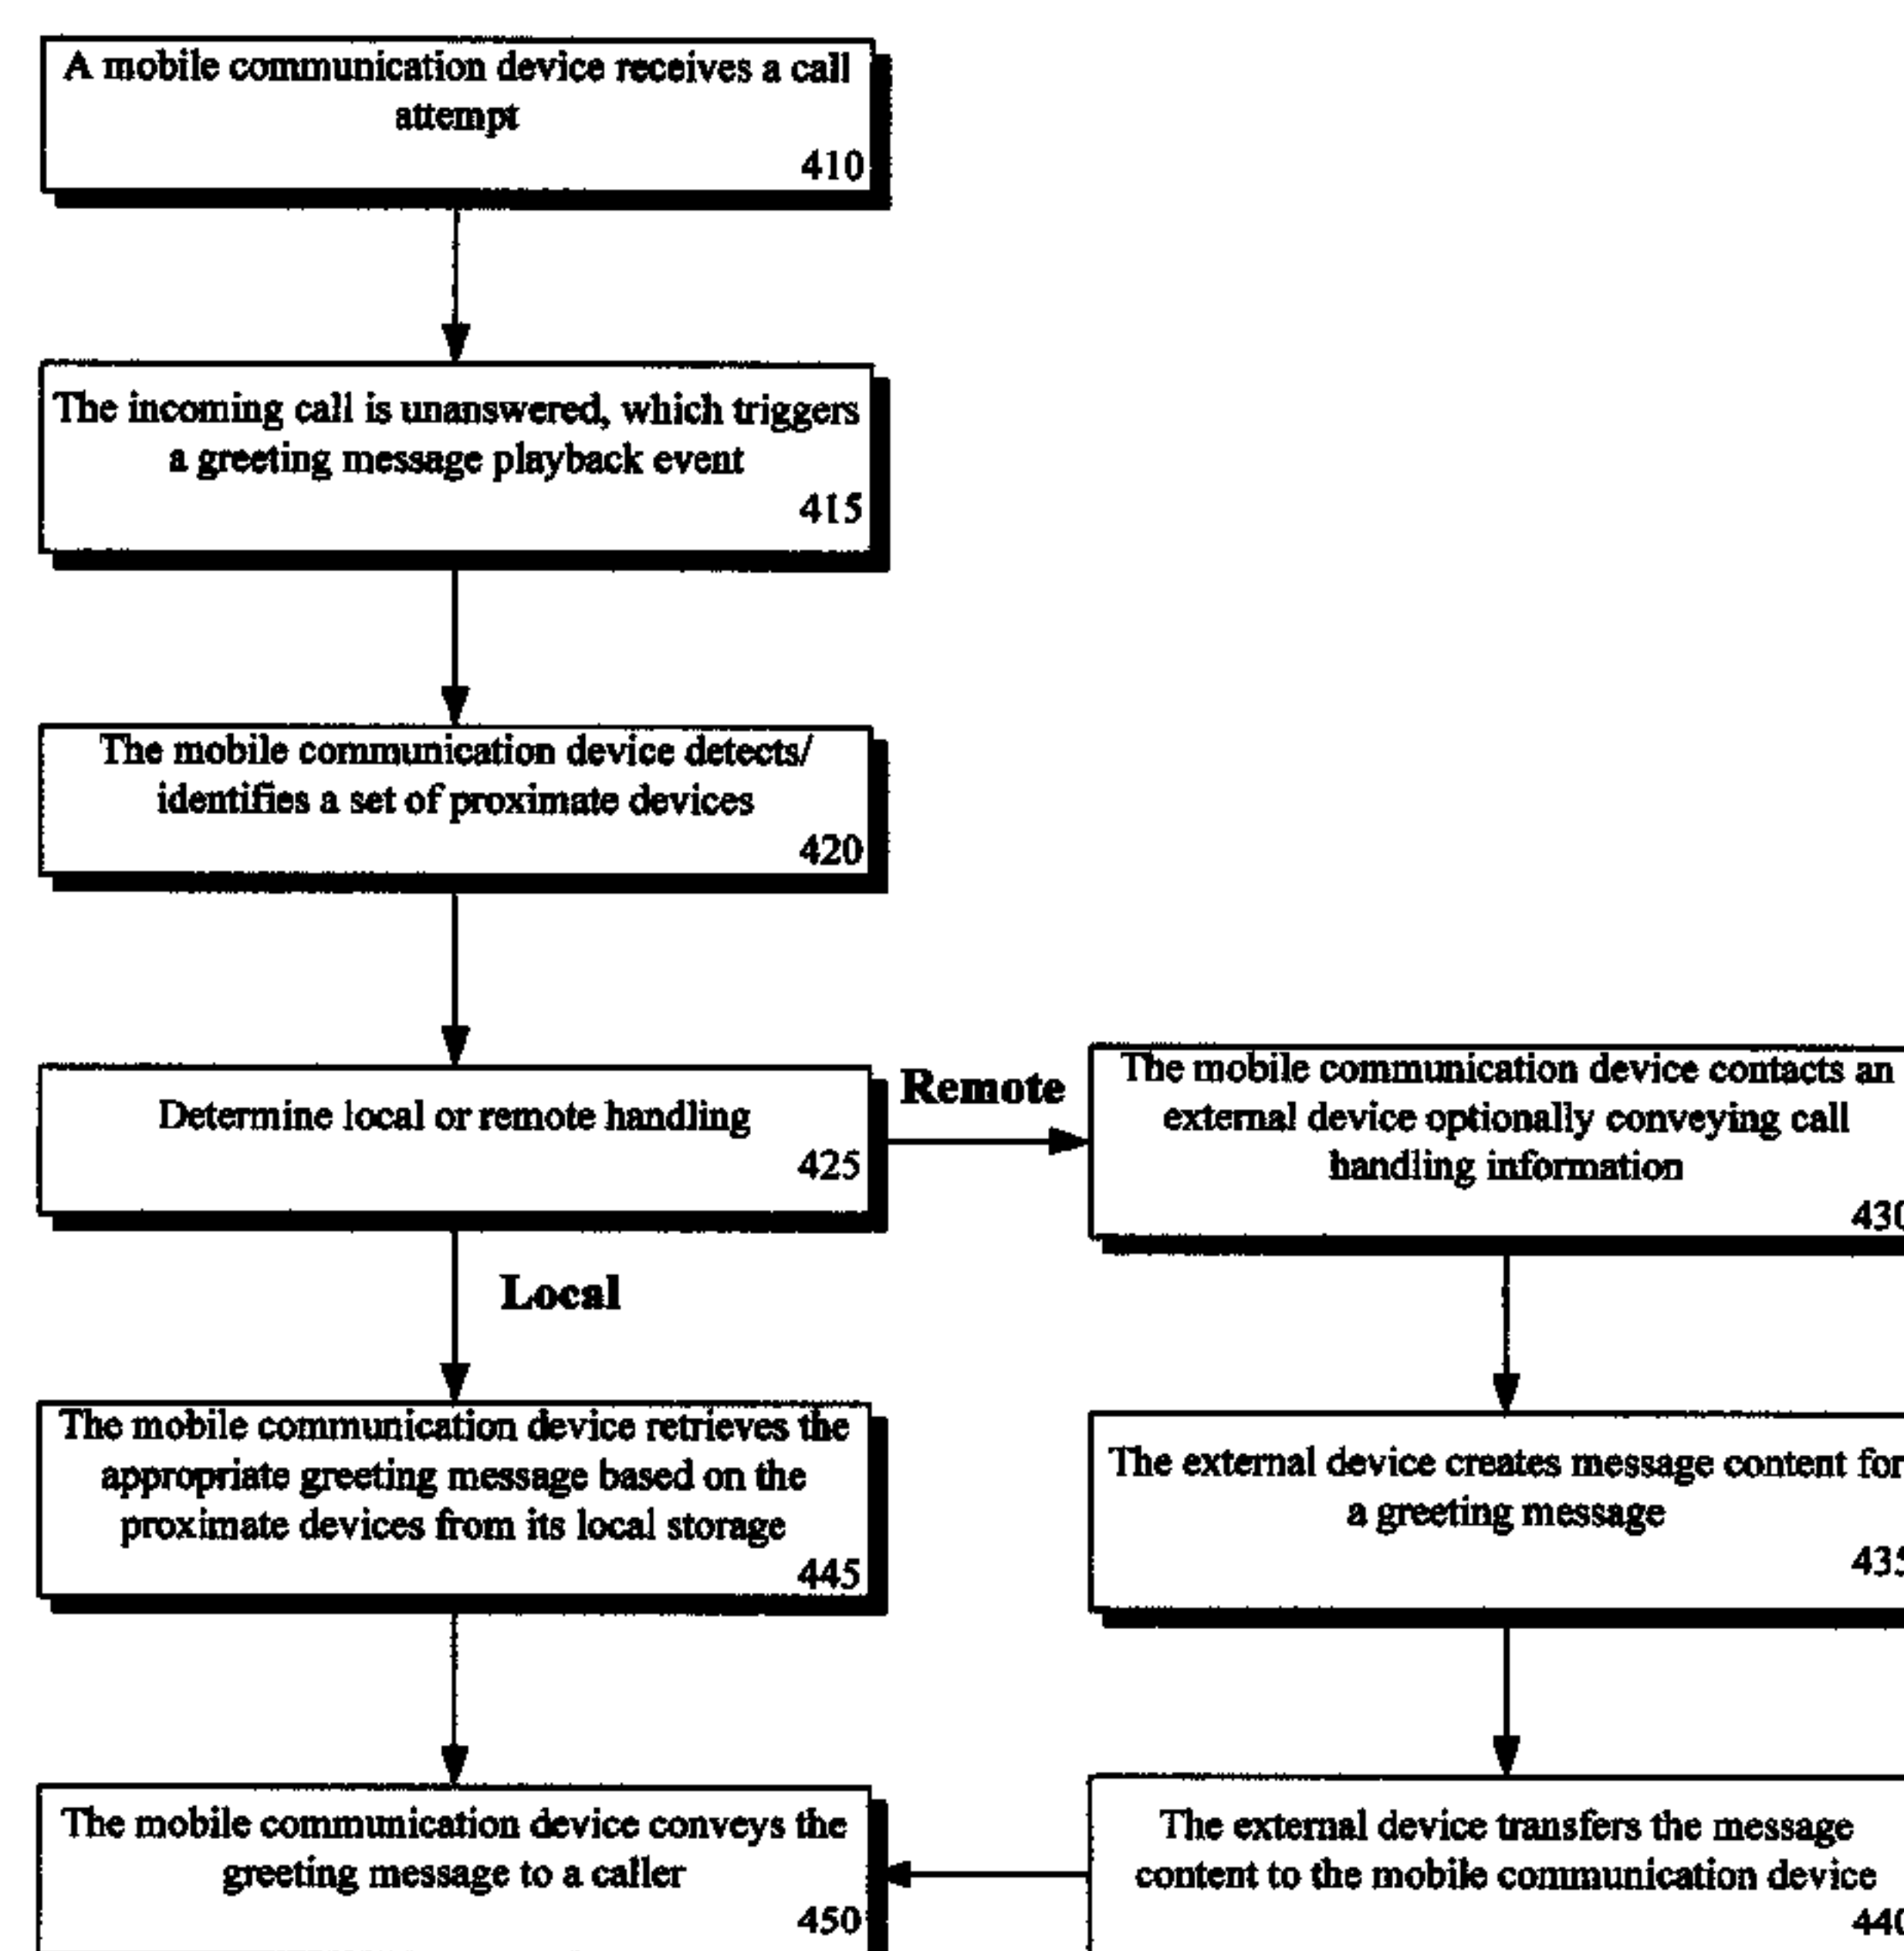 A mobile communication device receives a call
attempt
410
The incoming call is unanswered, which triggers
a greeting message playback event
415
The mobile communication device detects/
identifies a set of proximate devices
420
Determine local or remote handling
425
Remote
The mobile communication device contacts an
external device optionally conveying call
handling information
430
Local
The mobile communication device retrieves the
appropriate greeting message based on the
proximate devices from its local storage
445
The external device creates message content for
a greeting message
435
The mobile communication device conveys the
greeting message to a caller
450
The external device transfers the message
content to the mobile communication device
440